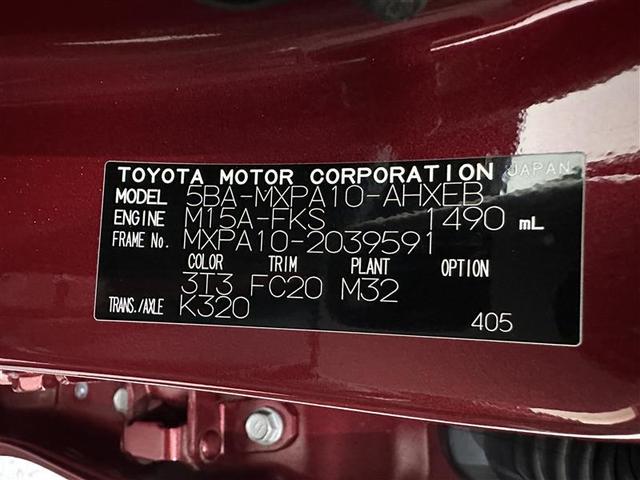 TOYOTA MOTOR CORPORATION JAPAN
MODEL 5BA-MXPA10-AHXEB
ENGINE M15A-FKS 1490 mL
FRAME No. MXPA10-2039591
COLOR TRIM PLANT OPTION
3T3 FC20 M32
TRANS./AXLE K320
405